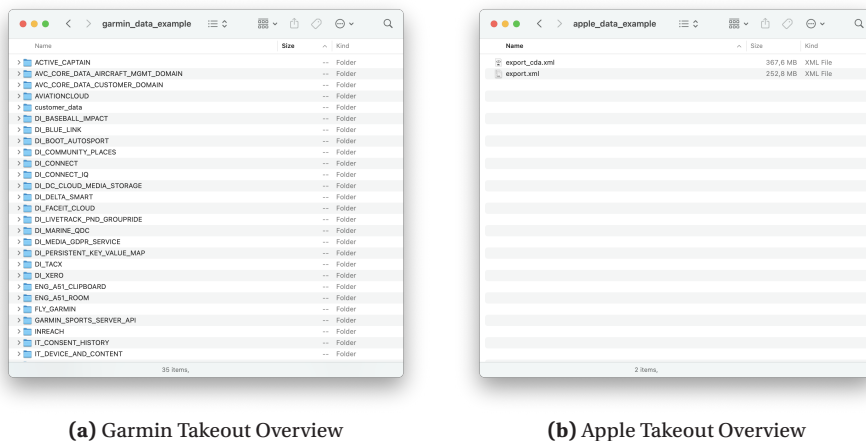 garmin_data_example
Name Size Kind
ACTIVE_CAPTAIN -- Folder
AVC_CORE_DATA_AIRCRAFT_MGMT_DOMAIN -- Folder
AVC_CORE_DATA_CUSTOMER_DOMAIN -- Folder
AVIATIONCLOUD -- Folder
customer_data -- Folder
DI_BASEBALL_IMPACT -- Folder
DI_BLUE_LINK -- Folder
DI_BOOT_AUTOSPORT -- Folder
DI_COMMUNITY_PLACES -- Folder
DI_CONNECT -- Folder
DI_CONNECT_IQ -- Folder
DI_DC_CLOUD_MEDIA_STORAGE -- Folder
DI_DELTA_SMART -- Folder
DI_FACEIT_CLOUD -- Folder
DI_LIVETRACK_PND_GROUPRIDE -- Folder
DI_MARINE_QDC -- Folder
DI_MEDIA_GDPR_SERVICE -- Folder
DI_PERSISTENT_KEY_VALUE_MAP -- Folder
DI_TACX -- Folder
DI_XERO -- Folder
ENG_A51_CLIPBOARD -- Folder
ENG_A51_ROOM -- Folder
FLY_GARMIN -- Folder
GARMIN_SPORTS_SERVER_API -- Folder
INREACH -- Folder
IT_CONSENT_HISTORY -- Folder
IT_DEVICE_AND_CONTENT -- Folder
35 items,
(a) Garmin Takeout Overview
apple_data_example
Name Size Kind
export_cda.xml 367,6 MB XML File
export.xml 252,8 MB XML File
2 items,
(b) Apple Takeout Overview